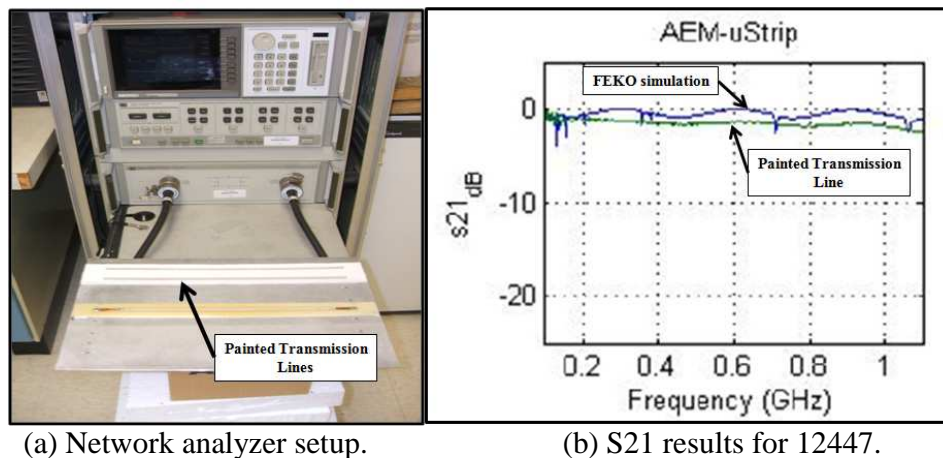 Painted Transmission
Lines
(a) Network analyzer setup.
AEM-uStrip
FEKO simulation
Painted Transmission
Line
s21dB
0
-10
-20
0.2 0.4 0.6 0.8 1
Frequency (GHz)
(b) S21 results for 12447.